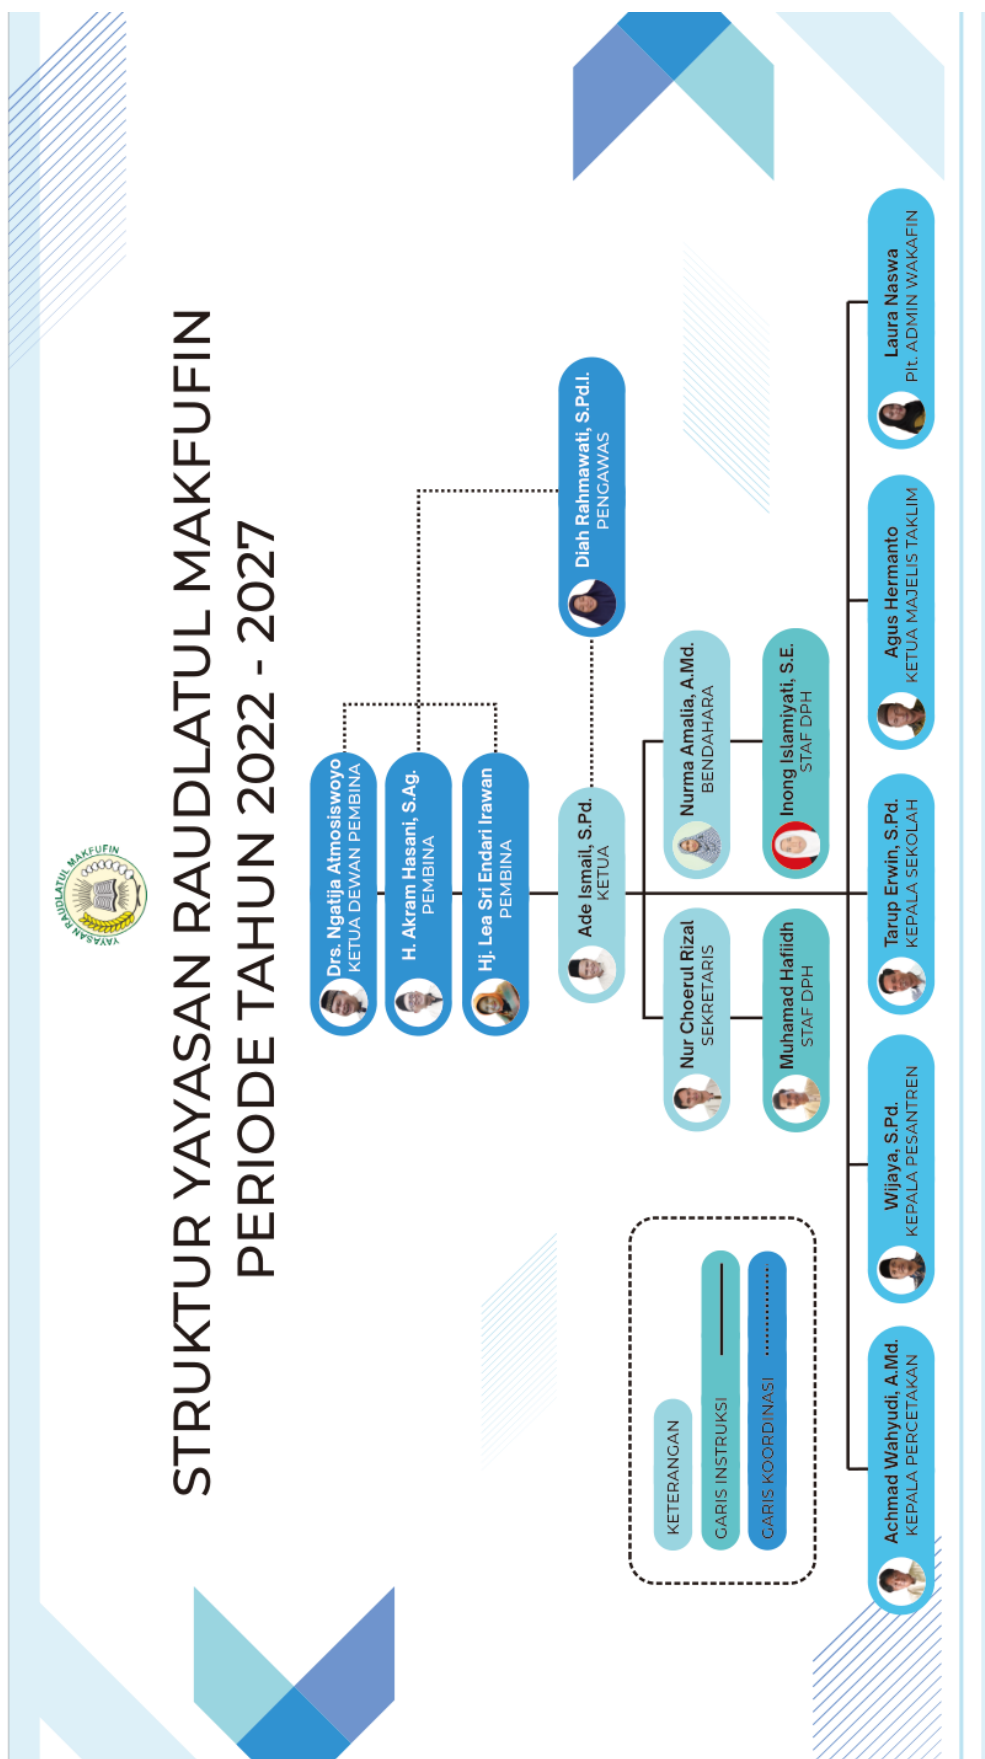 YAYASAN RAUDLATUL MAKFUFIN
STRUKTUR YAYASAN RAUDLATUL MAKFUFIN
PERIODE TAHUN 2022 - 2027
Drs. Ngatija Atmosiswoyo
KETUA DEWAN PEMBINA
H. Akram Hasani, S.Ag.
PEMBINA
Hj. Lea Sri Endari Irawan
PEMBINA
Ade Ismail, S.Pd.
KETUA
Diah Rahmawati, S.Pd.I.
PENGAWAS
Nur Choerul Rizal
SEKRETARIS
Nurma Amalia, A.Md.
BENDAHARA
Muhamad Hafiidh
STAF DPH
Inong Islamiyati, S.E.
STAF DPH
KETERANGAN
GARIS INSTRUKSI
GARIS KOORDINASI
Achmad Wahyudi, A.Md.
KEPALA PERCETAKAN
Wijaya, S.Pd.
KEPALA PESANTREN
Tarup Erwin, S.Pd.
KEPALA SEKOLAH
Agus Hermanto
KETUA MAJELIS TAKLIM
Laura Naswa
Plt. ADMIN WAKAFIN